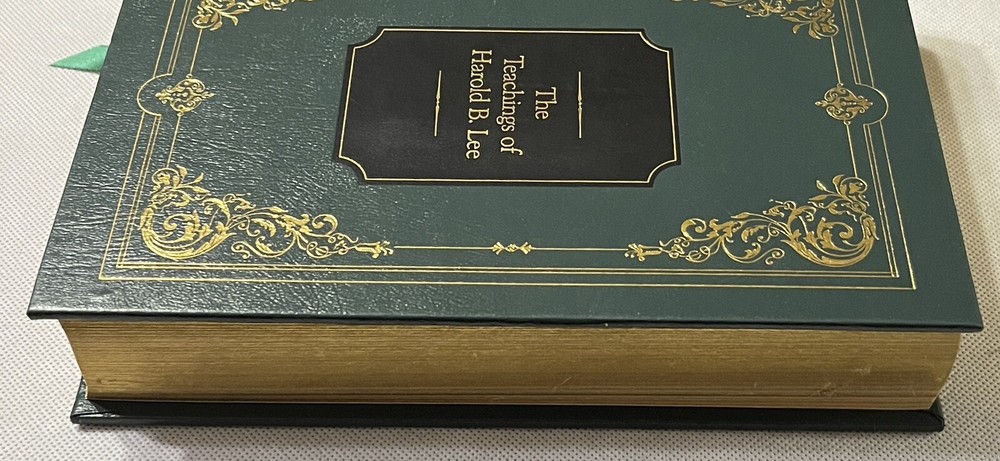 The
Teachings of
Harold B. Lee